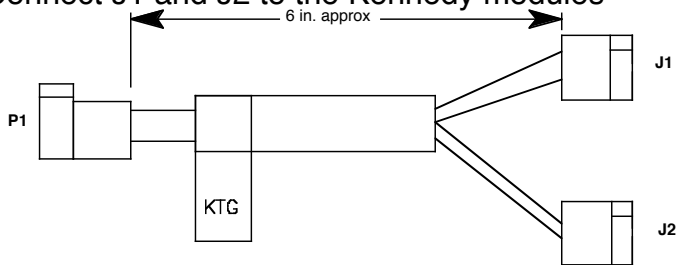 connect J1 and J2 to the Kennedy modules
6 in. approx
J1
P1
KTG
J2